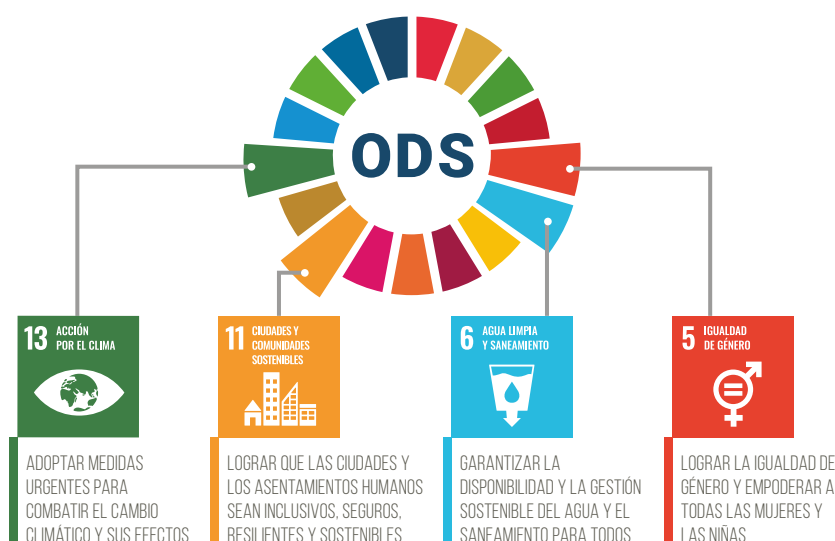 ODS
13 ACCIÓN
POR EL CLIMA
ADOPTAR MEDIDAS
URGENTES PARA
COMBATIR EL CAMBIO
CLIMÁTICO Y SUS EFECTOS
11 CIUDADES Y
COMUNIDADES
SOSTENIBLES
LOGRAR QUE LAS CIUDADES Y
LOS ASENTAMIENTOS HUMANOS
SEAN INCLUSIVOS, SEGUROS,
RESILIENTES Y SOSTENIBLES
6 AGUA LIMPIA
Y SANEAMIENTO
GARANTIZAR LA
DISPONIBILIDAD Y LA GESTIÓN
SOSTENIBLE DEL AGUA Y EL
SANEAMIENTO PARA TODOS
5 IGUALDAD
DE GÉNERO
LOGRAR LA IGUALDAD DE
GÉNERO Y EMPODERAR A
TODAS LAS MUJERES Y
LAS NIÑAS